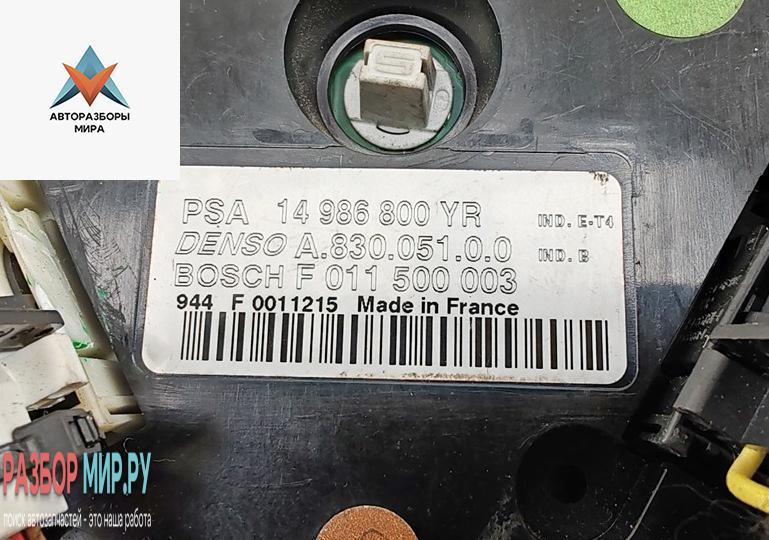 АВТОРАЗБОРЫ
МИРА
PSA 14 986 800 YR IND. E-T4
DENSO A.830.051.0.0 IND. B
BOSCH F 011 500 003
944 F 0011215 Made in France
РАЗБОР МИР.РУ
поиск автозапчастей - это наша работа